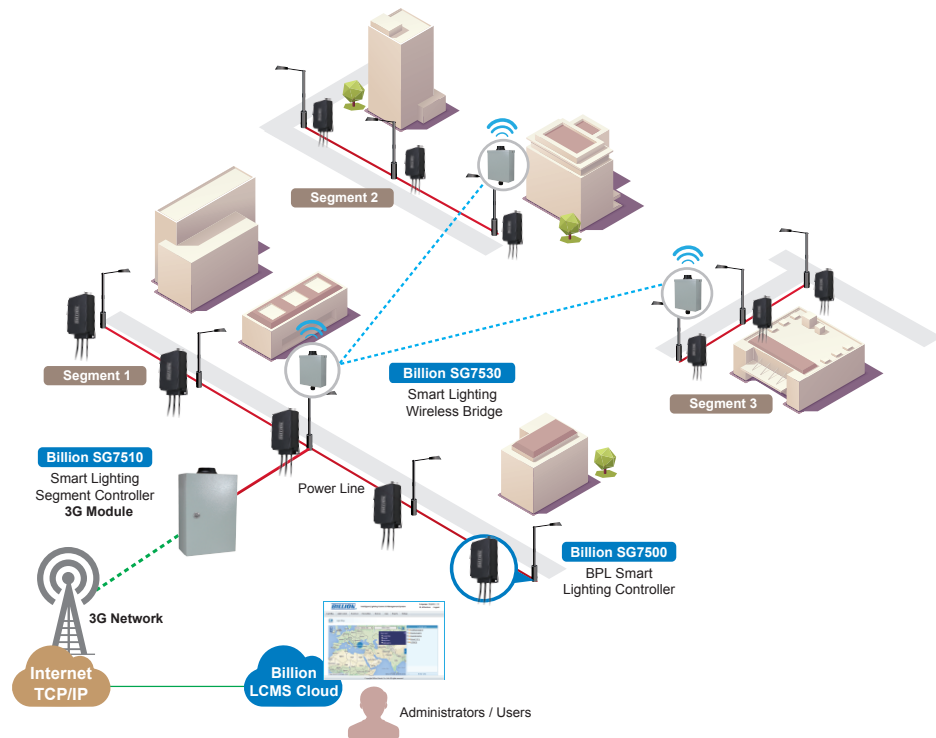 Segment 2
Segment 1
Billion SG7530
Smart Lighting
Wireless Bridge
Segment 3
Billion SG7510
Smart Lighting
Segment Controller
3G Module
Power Line
Billion SG7500
BPL Smart
Lighting Controller
3G Network
BILLION
Internet
TCP/IP
Billion
LCMS Cloud
Administrators / Users